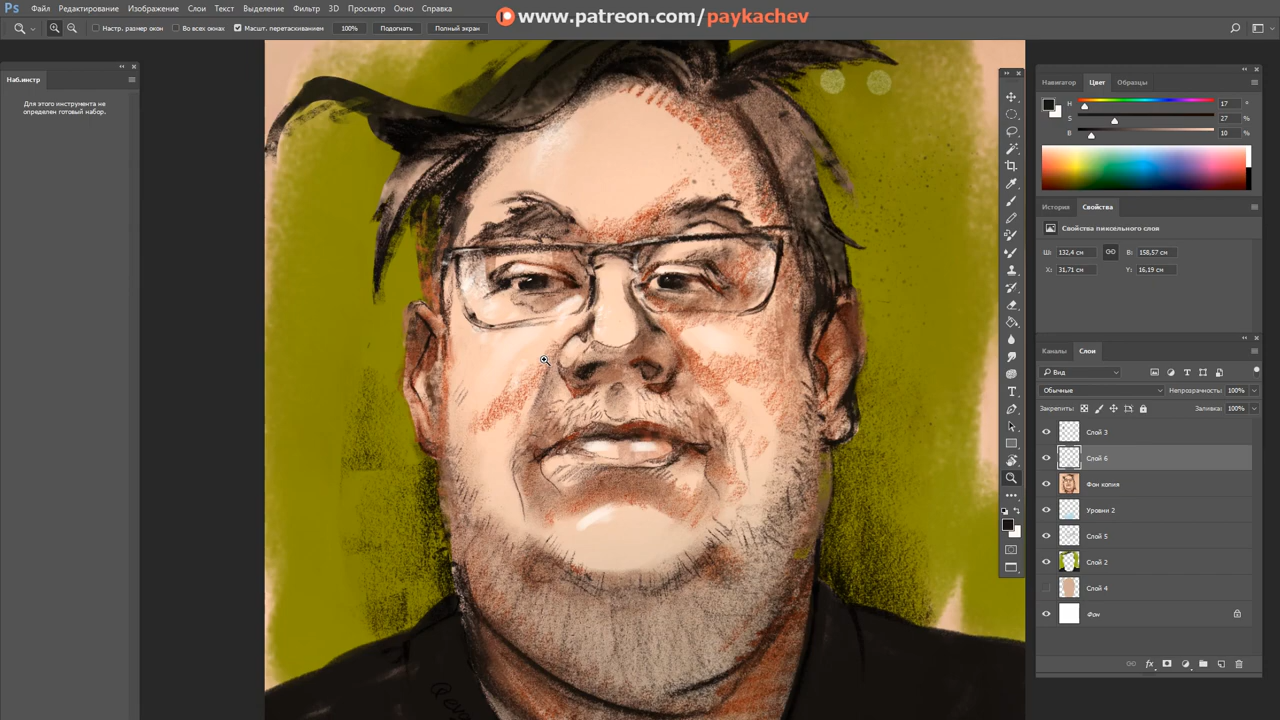 www.patreon.com/paykachev
Ps Файл Редактирование Изображение Слои Текст Выделение Фильтр 3D Просмотр Окно Справка
Настр. размер окон Во всех окнах Масшт. перетаскиванием 100% Подогнать Полный экран
Наб.инстр
Для этого инструмента не
определен готовый набор.
Навигатор Цвет Образцы
H 17 °
S 27 %
B 10 %
История Свойства
Свойства пиксельного слоя
Ш: 132,4 см В: 158,57 см
X: 31,71 см Y: 16,19 см
Каналы Слои
Вид
Обычные Непрозрачность: 100%
Закрепить: Заливка: 100%
Слой 3
Слой 6
Фон копия
Уровни 2
Слой 5
Слой 2
Слой 4
Фон